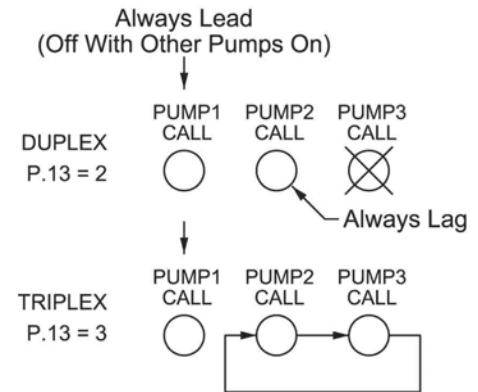 Always Lead
(Off With Other Pumps On)
PUMP1 PUMP2 PUMP3
CALL CALL CALL
DUPLEX
P.13 = 2
Always Lag
PUMP1 PUMP2 PUMP3
CALL CALL CALL
TRIPLEX
P.13 = 3